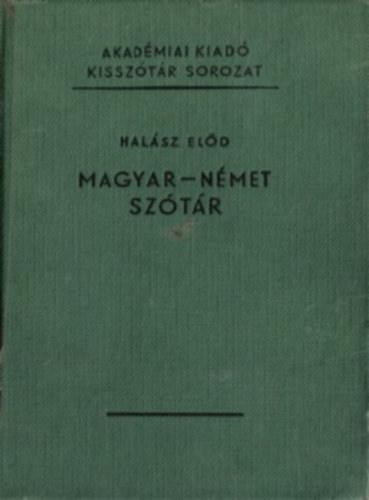 AKADÉMIAI KIADÓ
KISSZÓTÁR SOROZAT
HALÁSZ ELŐD
MAGYAR–NÉMET
SZÓTÁR